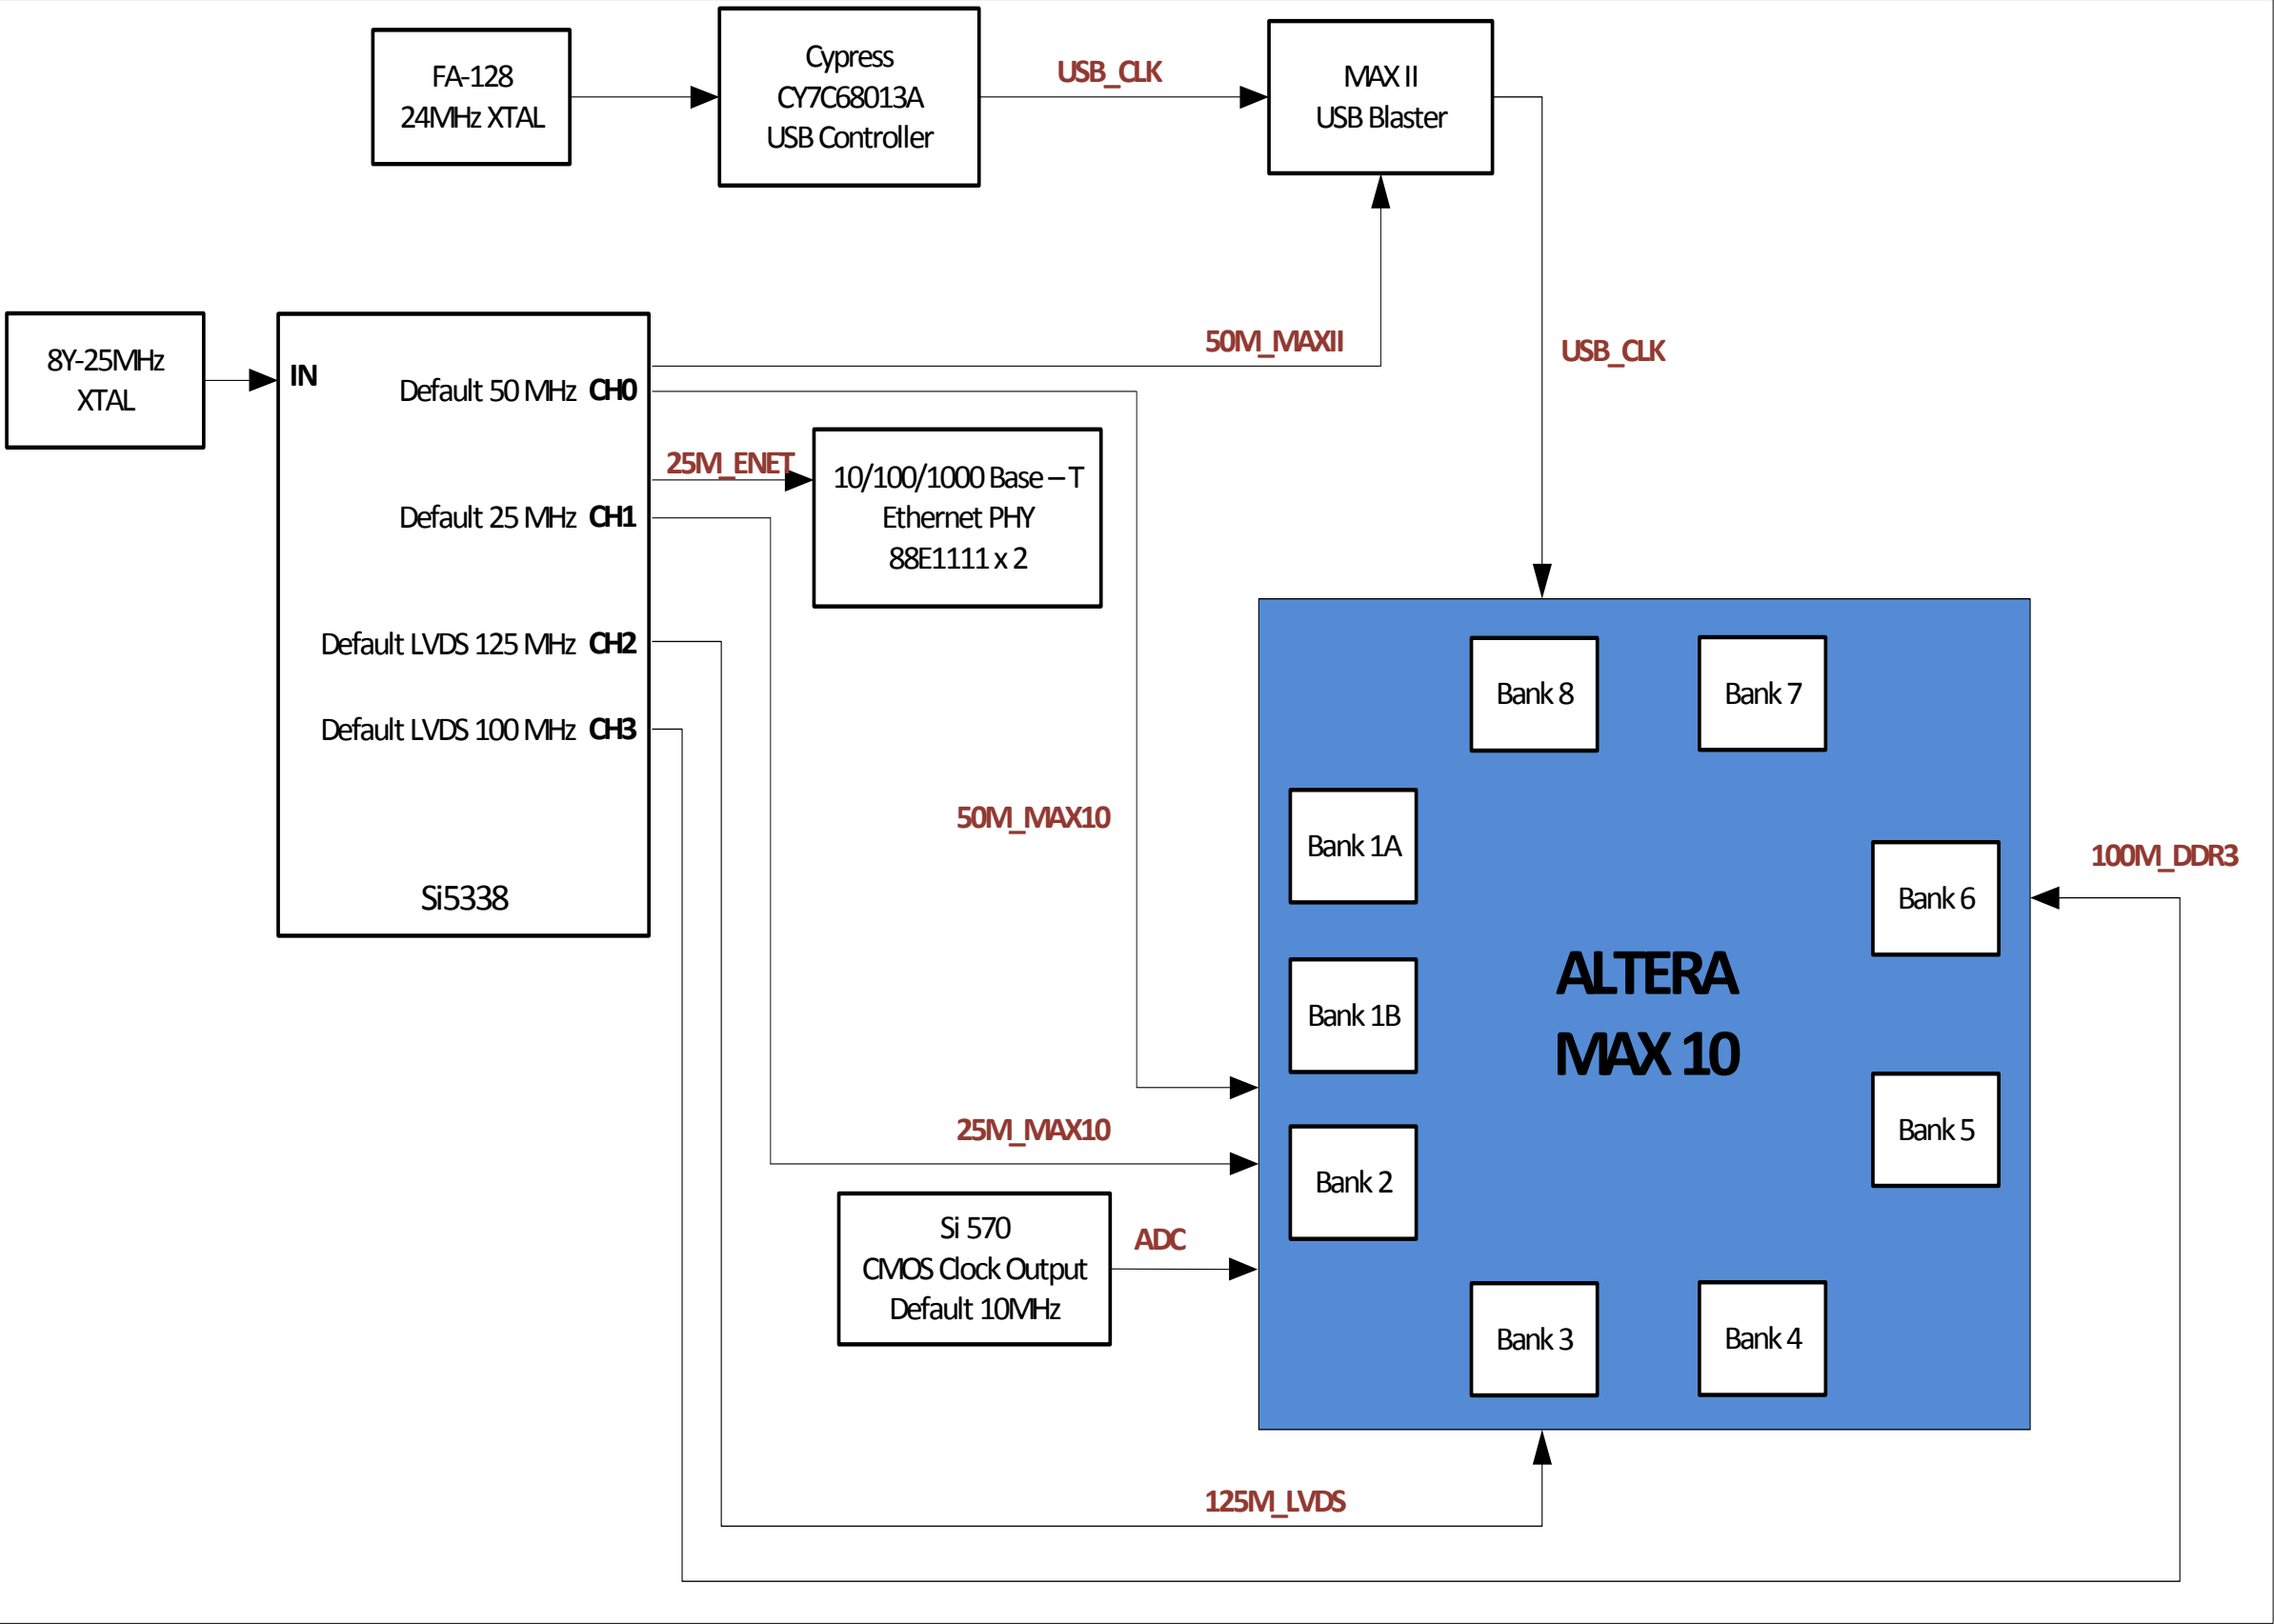 FA-128
24MHz XTAL
Cypress
CY7C68013A
USB Controller
USB_CLK
MAX II
USB Blaster
8Y-25MHz
XTAL
IN
Default 50 MHz CH0
Default 25 MHz CH1
Default LVDS 125 MHz CH2
Default LVDS 100 MHz CH3
Si5338
50M_MAXII
USB_CLK
25M_ENET
10/100/1000 Base – T
Ethernet PHY
88E1111 x 2
50M_MAX10
25M_MAX10
Si 570
CMOS Clock Output
Default 10MHz
ADC
Bank 8
Bank 7
Bank 1A
Bank 6
Bank 1B
ALTERA
MAX 10
Bank 5
Bank 2
Bank 3
Bank 4
100M_DDR3
125M_LVDS